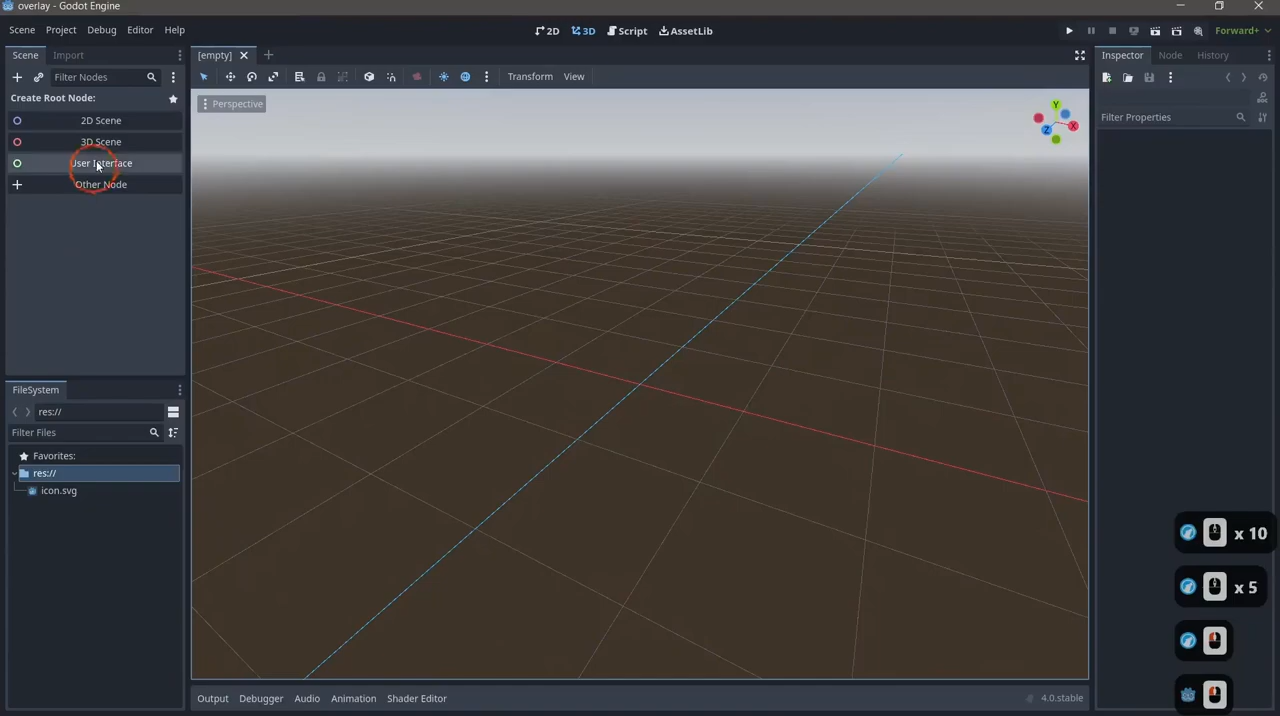 overlay - Godot Engine
Scene Project Debug Editor Help
2D 3D Script AssetLib
Forward+
Scene Import
[empty]
Inspector Node History
Filter Nodes
Transform View
Create Root Node:
Perspective
Y
X
Z
Filter Properties
2D Scene
3D Scene
User Interface
Other Node
FileSystem
res://
Filter Files
Favorites:
res://
icon.svg
x 10
x 5
Output Debugger Audio Animation Shader Editor
4.0.stable